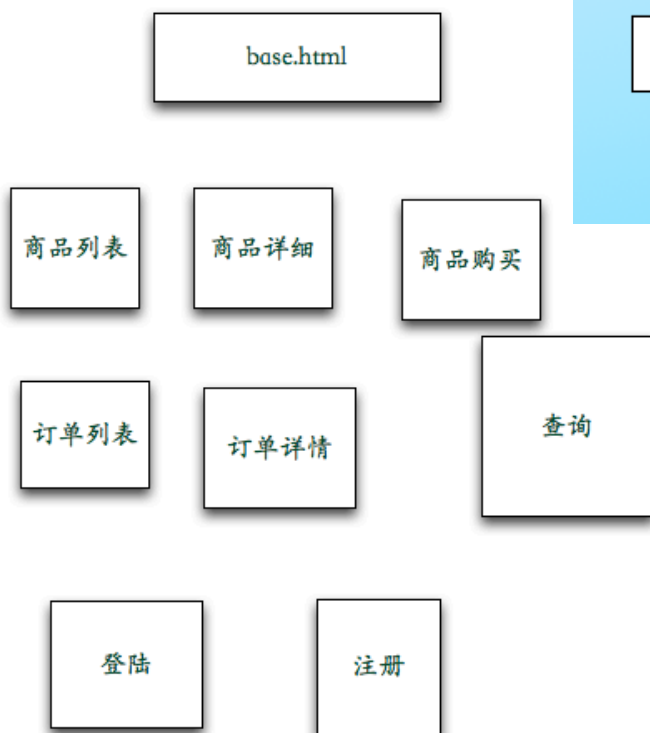 base.html
商品列表
商品详细
商品购买
订单列表
订单详情
查询
登陆
注册